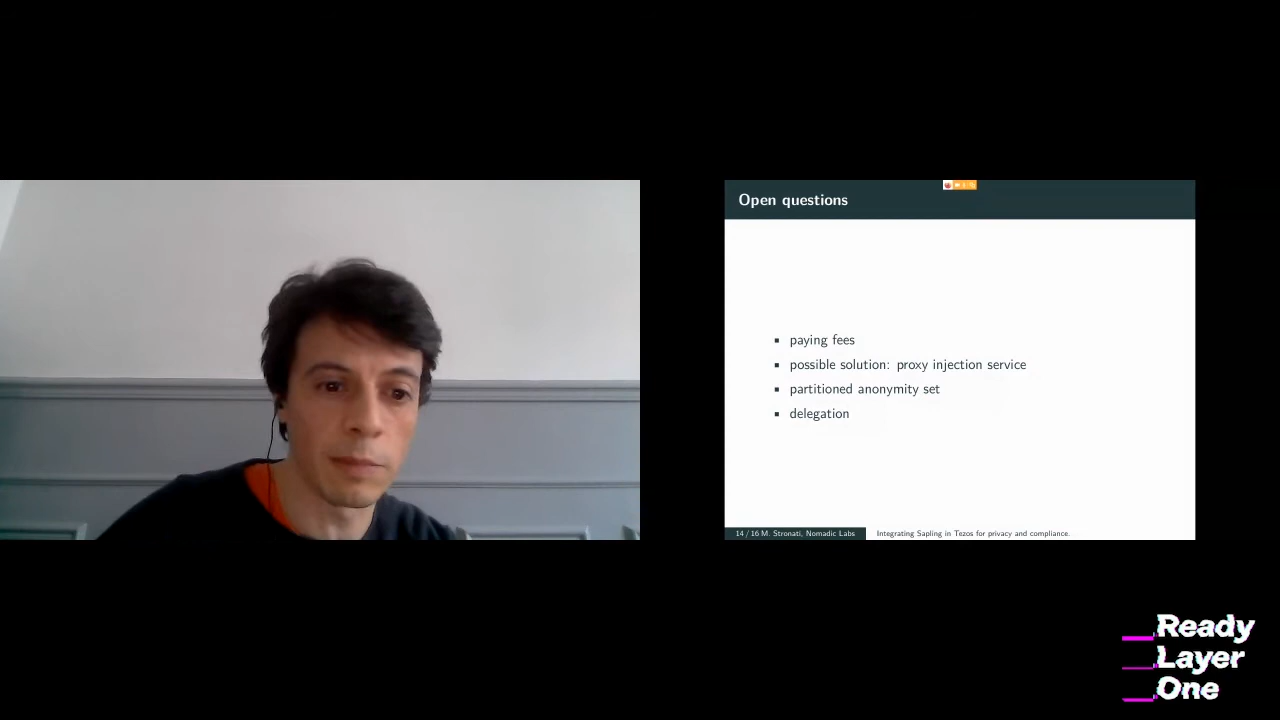 Open questions
▪ paying fees
▪ possible solution: proxy injection service
▪ partitioned anonymity set
▪ delegation
14 / 16 M. Stronati, Nomadic Labs
Integrating Sapling in Tezos for privacy and compliance.
Ready
Layer
One